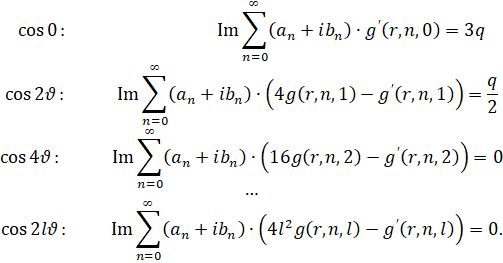 cos 0 : Im ∑_{n=0}^{∞} (a_n + ib_n) · g′(r, n, 0) = 3q
cos 2ϑ : Im ∑_{n=0}^{∞} (a_n + ib_n) · (4g(r, n, 1) − g′(r, n, 1)) = q/2
cos 4ϑ : Im ∑_{n=0}^{∞} (a_n + ib_n) · (16g(r, n, 2) − g′(r, n, 2)) = 0
...
cos 2lϑ : Im ∑_{n=0}^{∞} (a_n + ib_n) · (4l²g(r, n, l) − g′(r, n, l)) = 0.